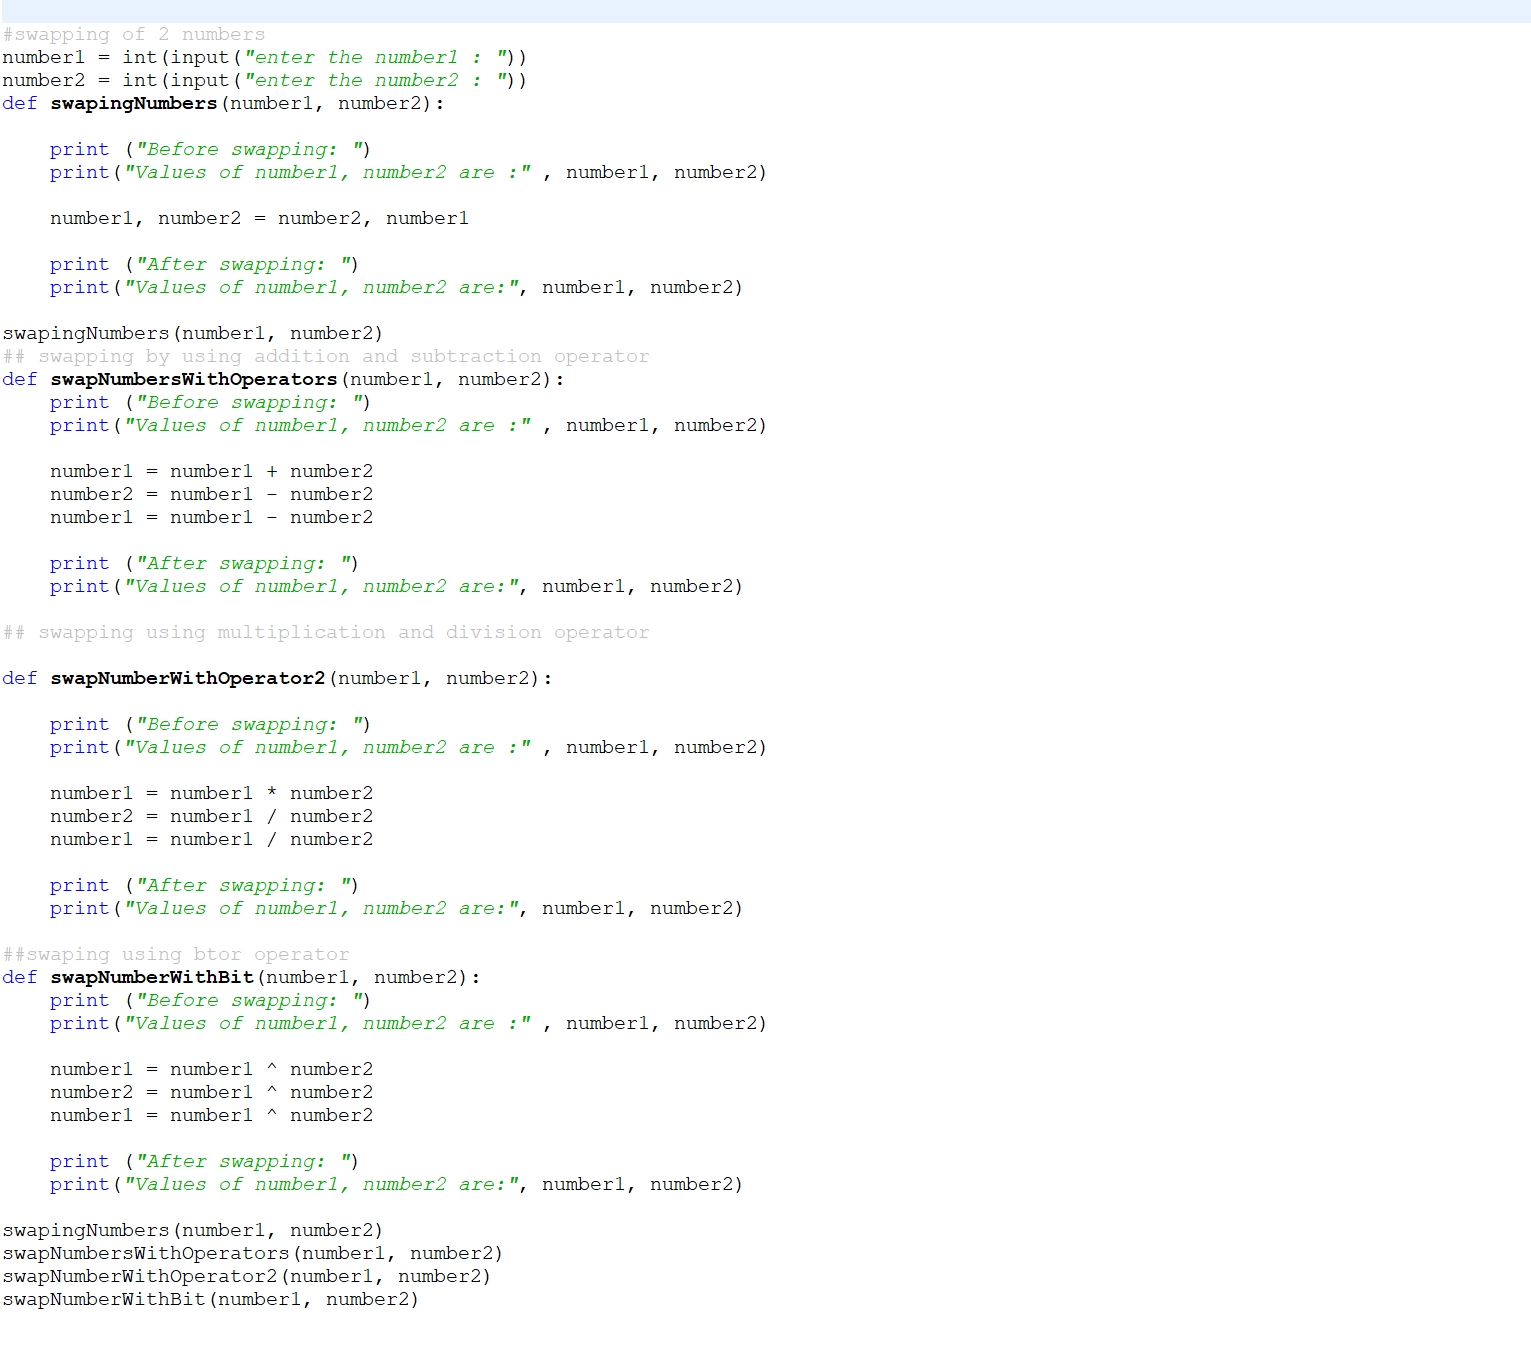 #swapping of 2 numbers
number1 = int(input("enter the number1 : "))
number2 = int(input("enter the number2 : "))
def swapingNumbers(number1, number2):
    print ("Before swapping: ")
    print("Values of number1, number2 are :" , number1, number2)
    number1, number2 = number2, number1
    print ("After swapping: ")
    print("Values of number1, number2 are:", number1, number2)
swapingNumbers(number1, number2)
## swapping by using addition and subtraction operator
def swapNumbersWithOperators(number1, number2):
    print ("Before swapping: ")
    print("Values of number1, number2 are :" , number1, number2)
    number1 = number1 + number2
    number2 = number1 - number2
    number1 = number1 - number2
    print ("After swapping: ")
    print("Values of number1, number2 are:", number1, number2)
## swapping using multiplication and division operator
def swapNumberWithOperator2(number1, number2):
    print ("Before swapping: ")
    print("Values of number1, number2 are :" , number1, number2)
    number1 = number1 * number2
    number2 = number1 / number2
    number1 = number1 / number2
    print ("After swapping: ")
    print("Values of number1, number2 are:", number1, number2)
##swaping using btor operator
def swapNumberWithBit(number1, number2):
    print ("Before swapping: ")
    print("Values of number1, number2 are :" , number1, number2)
    number1 = number1 ^ number2
    number2 = number1 ^ number2
    number1 = number1 ^ number2
    print ("After swapping: ")
    print("Values of number1, number2 are:", number1, number2)
swapingNumbers(number1, number2)
swapNumbersWithOperators(number1, number2)
swapNumberWithOperator2(number1, number2)
swapNumberWithBit(number1, number2)